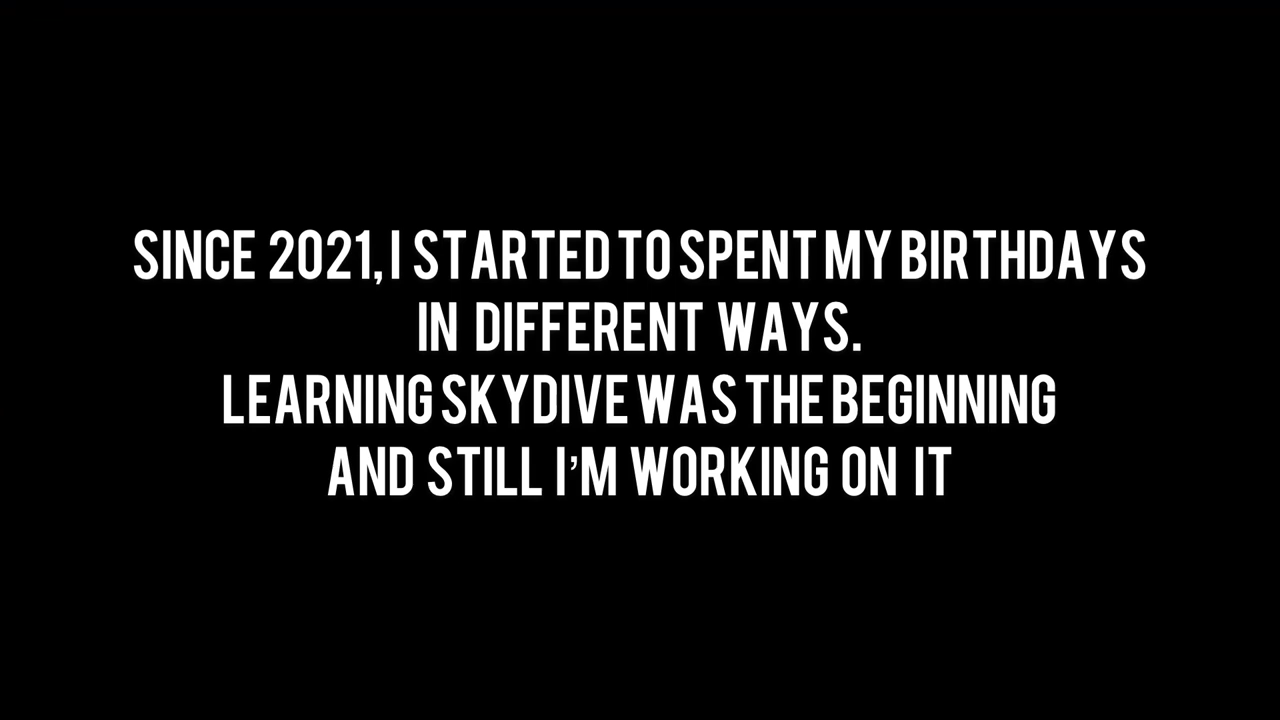 SINCE 2021, I STARTED TO SPENT MY BIRTHDAYS
IN DIFFERENT WAYS.
LEARNING SKYDIVE WAS THE BEGINNING
AND STILL I'M WORKING ON IT